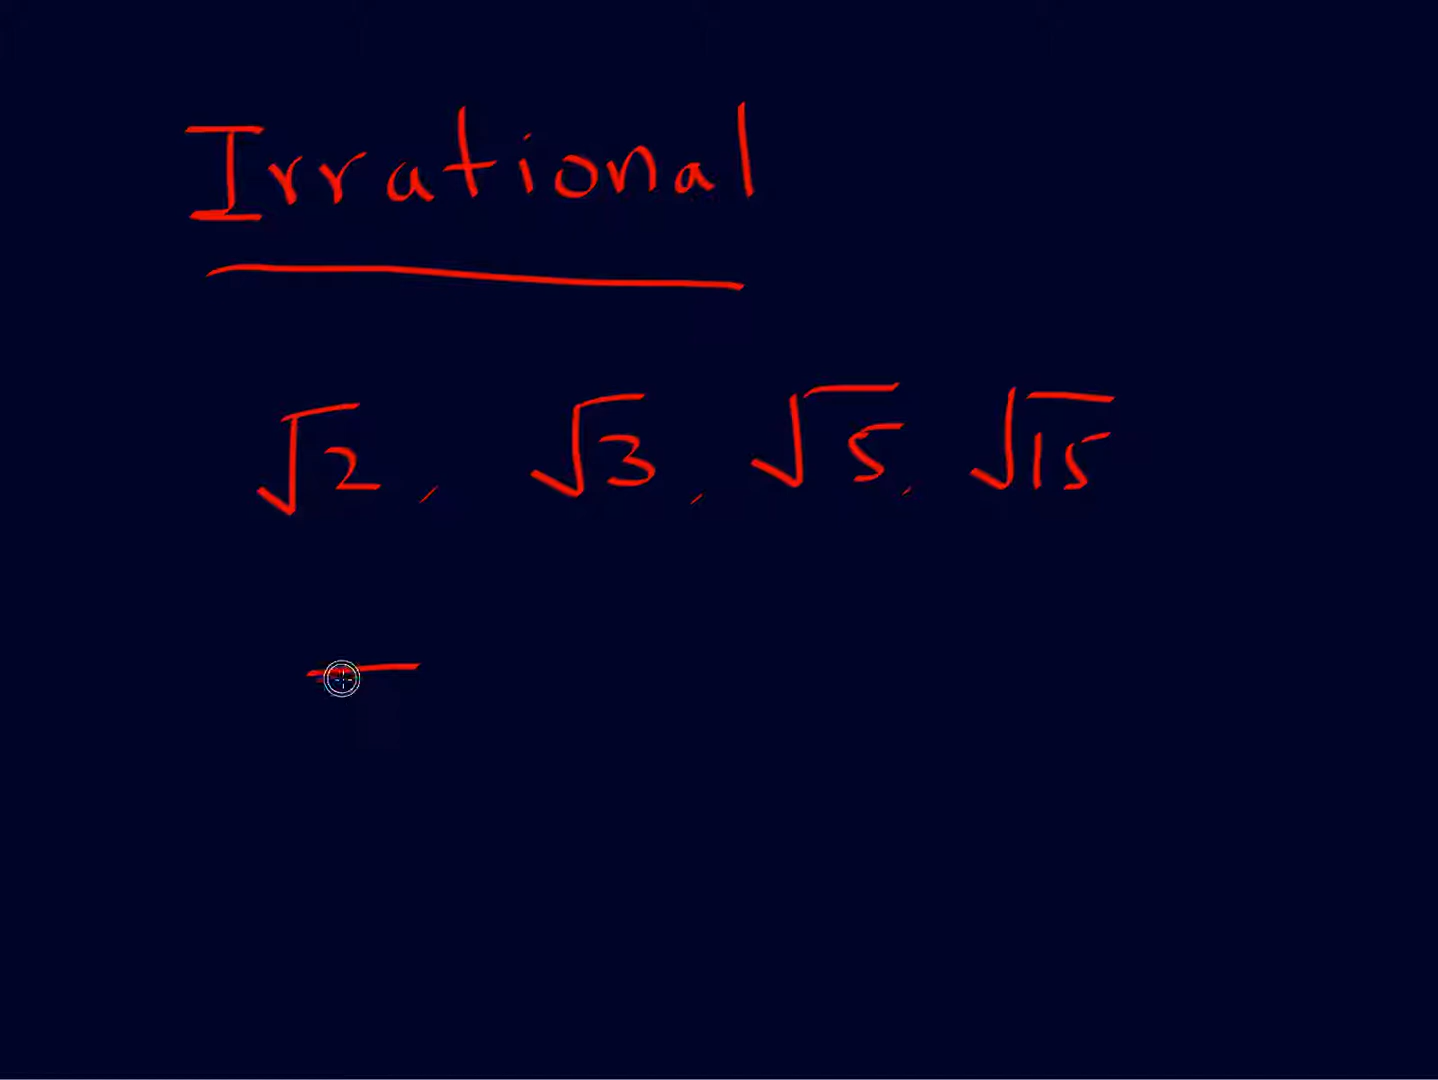 Irrational
√2, √3, √5, √15